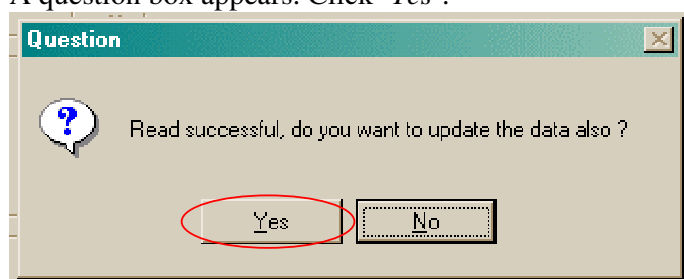 A question box appears. Click 'Yes'.
Question
?
Read successful, do you want to update the data also ?
Yes
No